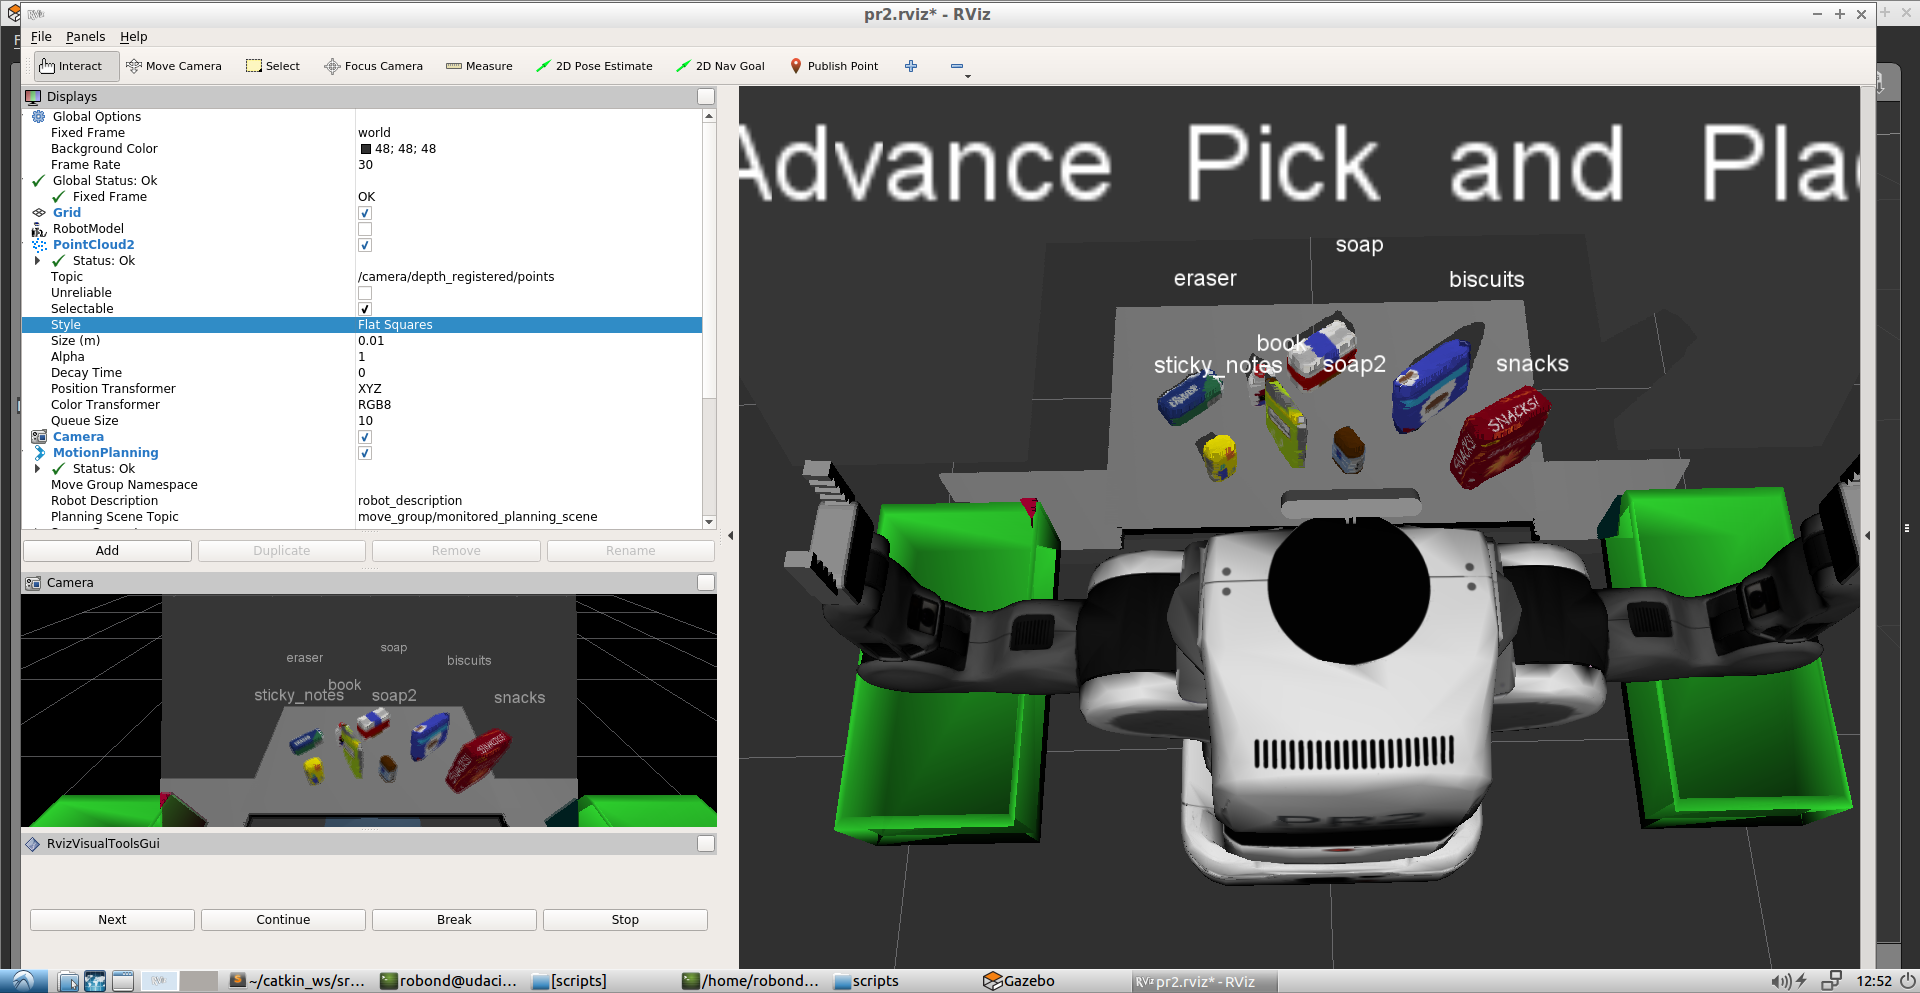 pr2.rviz* - RViz
File Panels Help
Interact Move Camera Select Focus Camera Measure 2D Pose Estimate 2D Nav Goal Publish Point
Displays
Global Options
Fixed Frame world
Background Color 48; 48; 48
Frame Rate 30
Global Status: Ok
Fixed Frame OK
Grid
RobotModel
PointCloud2
Status: Ok
Topic /camera/depth_registered/points
Unreliable
Selectable
Style Flat Squares
Size (m) 0.01
Alpha 1
Decay Time 0
Position Transformer XYZ
Color Transformer RGB8
Queue Size 10
Camera
MotionPlanning
Status: Ok
Move Group Namespace
Robot Description robot_description
Planning Scene Topic move_group/monitored_planning_scene
Add Duplicate Remove Rename
Camera
soap
eraser
biscuits
book
sticky_notes soap2 snacks
SNACKS!
RvizVisualToolsGui
Next Continue Break Stop
Advance Pick and Plac
soap
eraser biscuits
book
sticky_notes soap2 snacks
SNACKS!
SNACKS!
PR2
~/catkin_ws/sr... robond@udaci... [scripts] /home/robond... scripts Gazebo pr2.rviz* - RViz 12:52